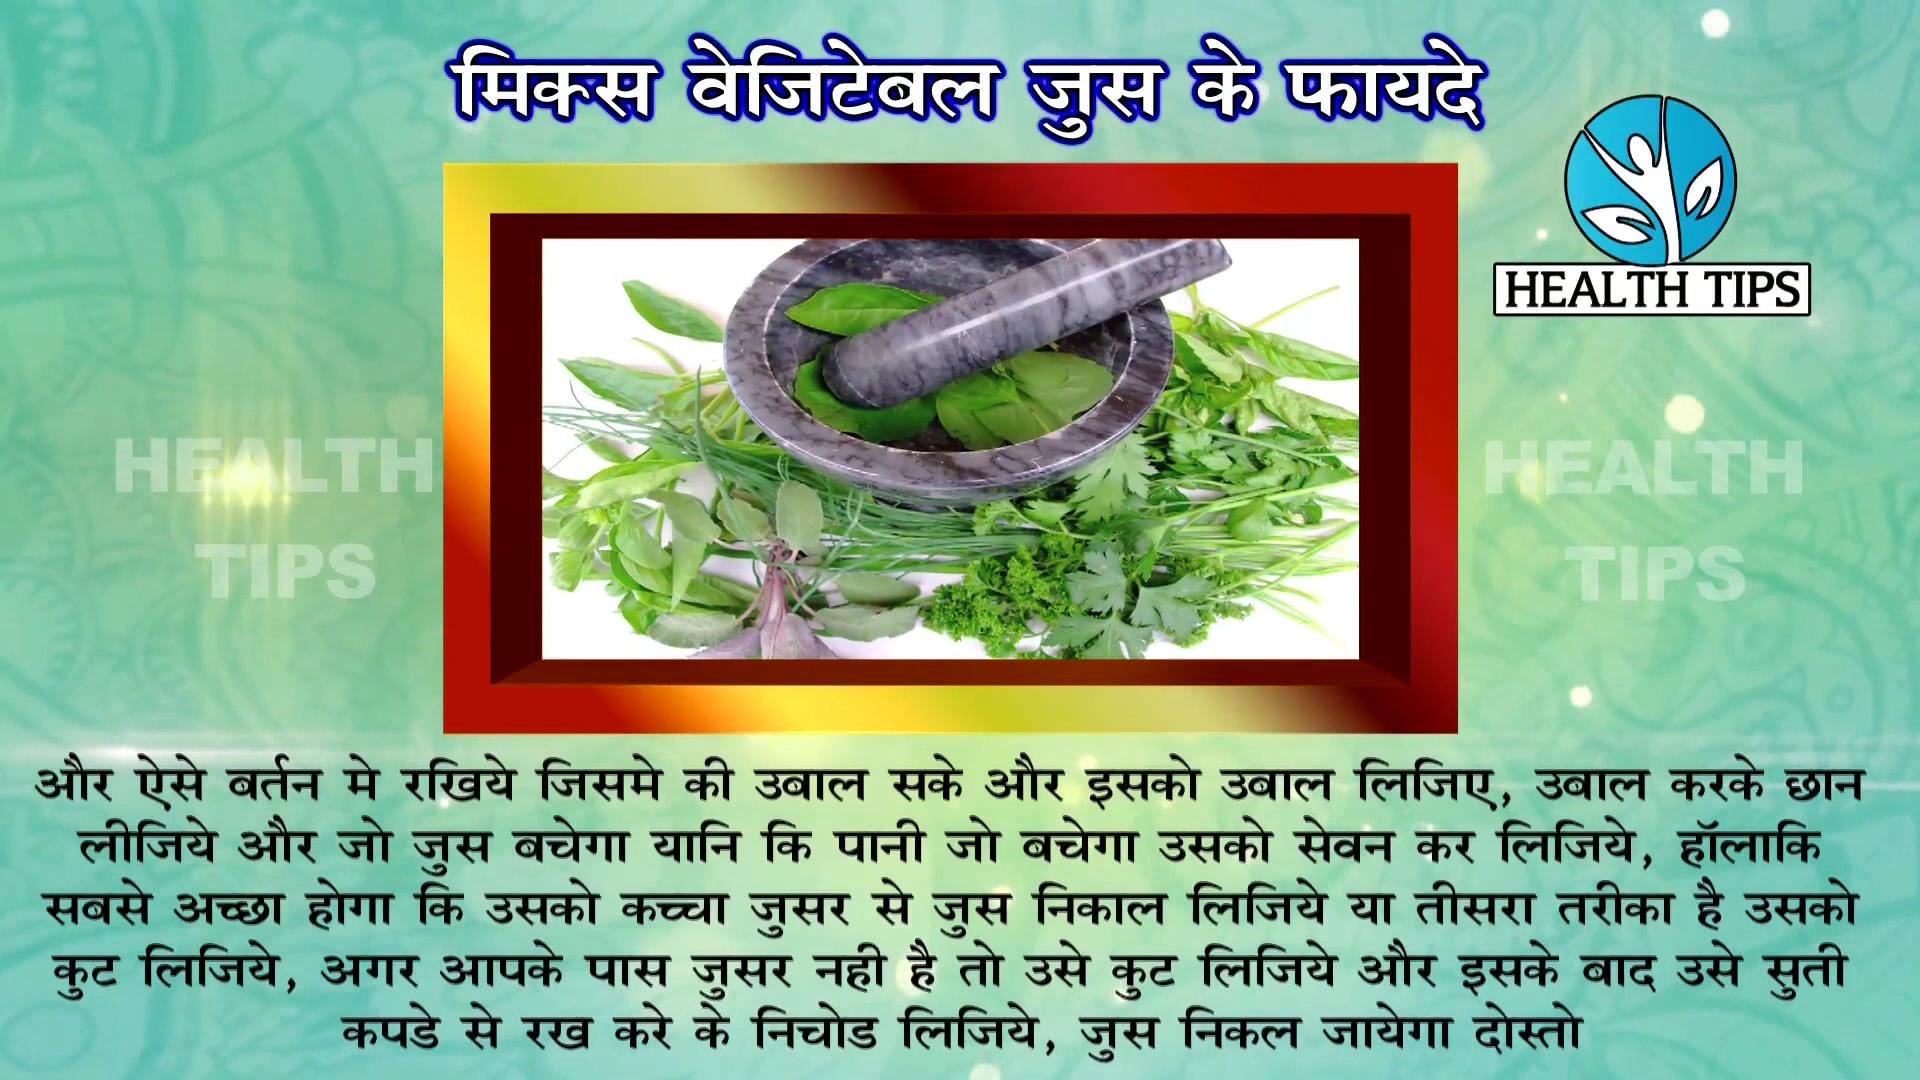 मिक्स वेजिटेबल जुस के फायदे
HEALTH TIPS
HEALTH
TIPS
HEALTH
TIPS
और ऐसे बर्तन मे रखिये जिसमे की उबाल सके और इसको उबाल लिजिए, उबाल करके छान
लीजिये और जो जुस बचेगा यानि कि पानी जो बचेगा उसको सेवन कर लिजिये, हॉलाकि
सबसे अच्छा होगा कि उसको कच्चा जुसर से जुस निकाल लिजिये या तीसरा तरीका है उसको
कुट लिजिये, अगर आपके पास जुसर नही है तो उसे कुट लिजिये और इसके बाद उसे सुती
कपडे से रख करे के निचोड लिजिये, जुस निकल जायेगा दोस्तो